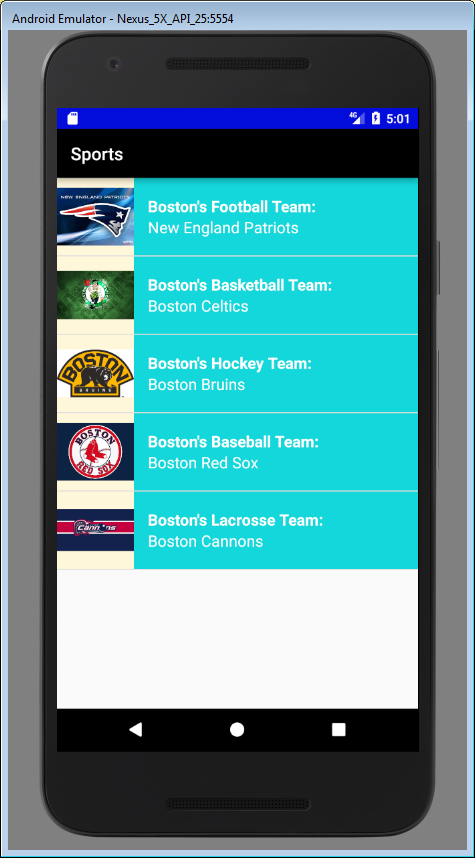 Android Emulator - Nexus_5X_API_25:5554
4G 5:01
Sports
NEW ENGLAND PATRIOTS
Boston's Football Team:
New England Patriots
Boston's Basketball Team:
Boston Celtics
BOSTON
BRUINS
Boston's Hockey Team:
Boston Bruins
BOSTON
RED SOX
Boston's Baseball Team:
Boston Red Sox
Cannons
Boston's Lacrosse Team:
Boston Cannons